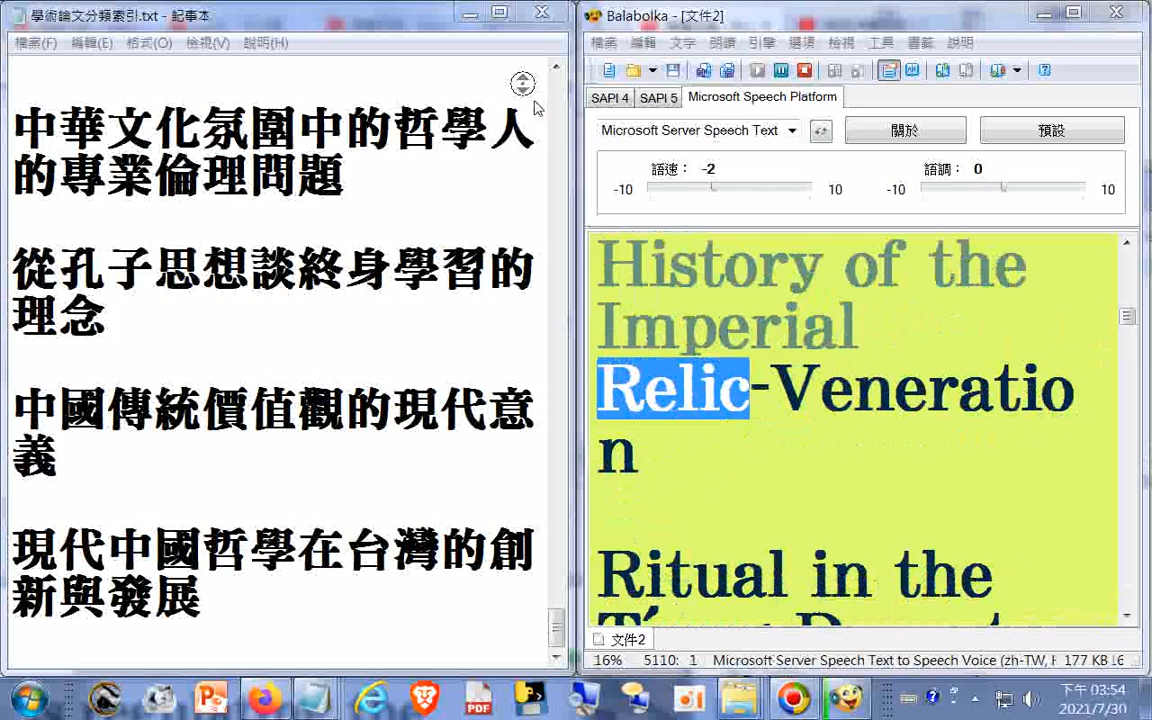 學術論文分類索引.txt - 記事本
檔案(F) 編輯(E) 格式(O) 檢視(V) 說明(H)
中華文化氛圍中的哲學人
的專業倫理問題
從孔子思想談終身學習的
理念
中國傳統價值觀的現代意
義
現代中國哲學在台灣的創
新與發展
Balabolka - [文件2]
檔案 編輯 文字 朗讀 引擎 選項 檢視 工具 書籤 說明
SAPI 4 SAPI 5 Microsoft Speech Platform
Microsoft Server Speech Text 關於 預設
語速： -2 語調： 0
-10 10 -10 10
History of the
Imperial
Relic-Veneratio
n
Ritual in the
文件2
16% 5110: 1 Microsoft Server Speech Text to Speech Voice (zh-TW, 177 KB
PDF
下午 03:54
2021/7/30